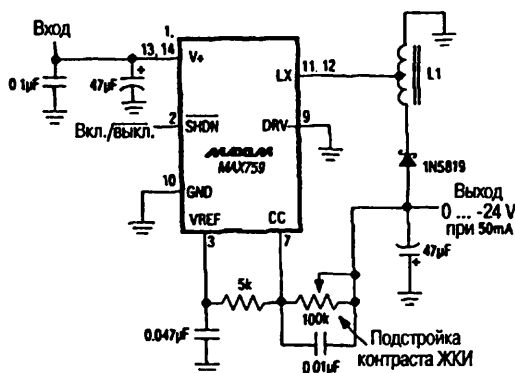 Вход
1,
13, 14
V+
0.1µF
47µF
+
LX
11, 12
L1
2
Вкл./выкл.
SHDN
DRV
9
MAXIM
MAX759
1N5819
10
GND
Выход
0 ... -24 V
при 50mA
VREF
CC
3
7
47µF
+
5k
100k
0.047µF
0.01µF
Подстройка
контраста ЖКИ